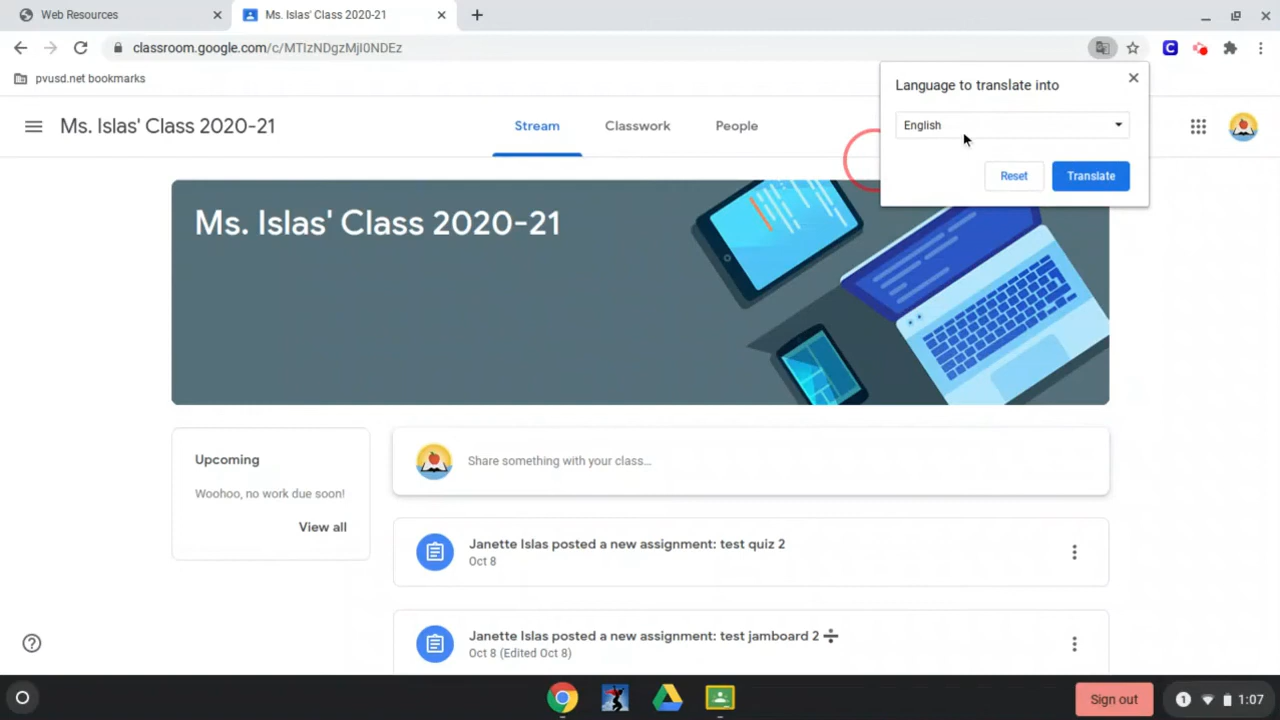 Web Resources
Ms. Islas' Class 2020-21
classroom.google.com/c/MTIzNDgzMjI0NDEz
pvusd.net bookmarks
Language to translate into
English
Reset
Translate
Ms. Islas' Class 2020-21
Stream
Classwork
People
Ms. Islas' Class 2020-21
Upcoming
Woohoo, no work due soon!
View all
Share something with your class...
Janette Islas posted a new assignment: test quiz 2
Oct 8
Janette Islas posted a new assignment: test jamboard 2 ➗
Oct 8 (Edited Oct 8)
Sign out
1
1:07